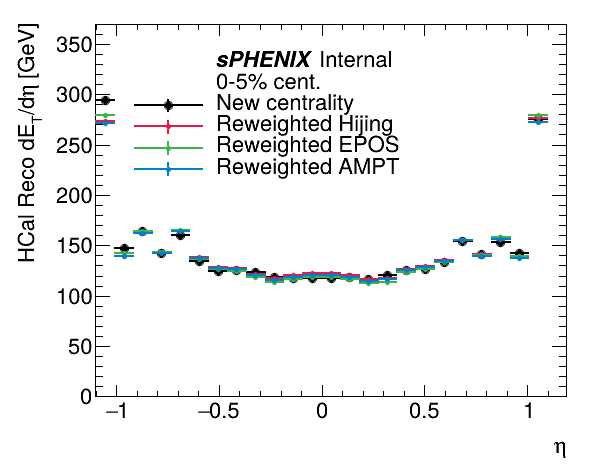 HCal Reco dE_T/dη [GeV]
350
300
250
200
150
100
50
0
sPHENIX Internal
0-5% cent.
New centrality
Reweighted Hijing
Reweighted EPOS
Reweighted AMPT
−1 −0.5 0 0.5 1
η